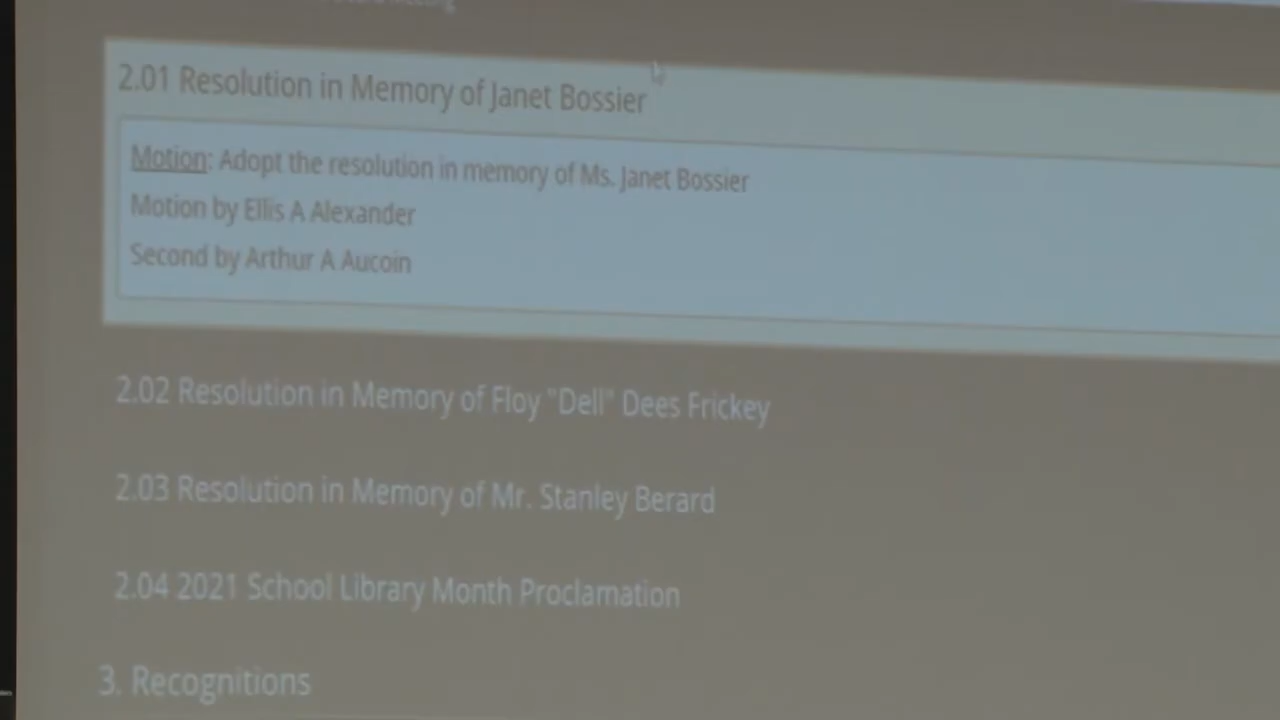 Meeting
2.01 Resolution in Memory of Janet Bossier
Motion: Adopt the resolution in memory of Ms. Janet Bossier
Motion by Ellis A Alexander
Second by Arthur A Aucoin
2.02 Resolution in Memory of Floy "Dell" Dees Frickey
2.03 Resolution in Memory of Mr. Stanley Berard
2.04 2021 School Library Month Proclamation
3. Recognitions